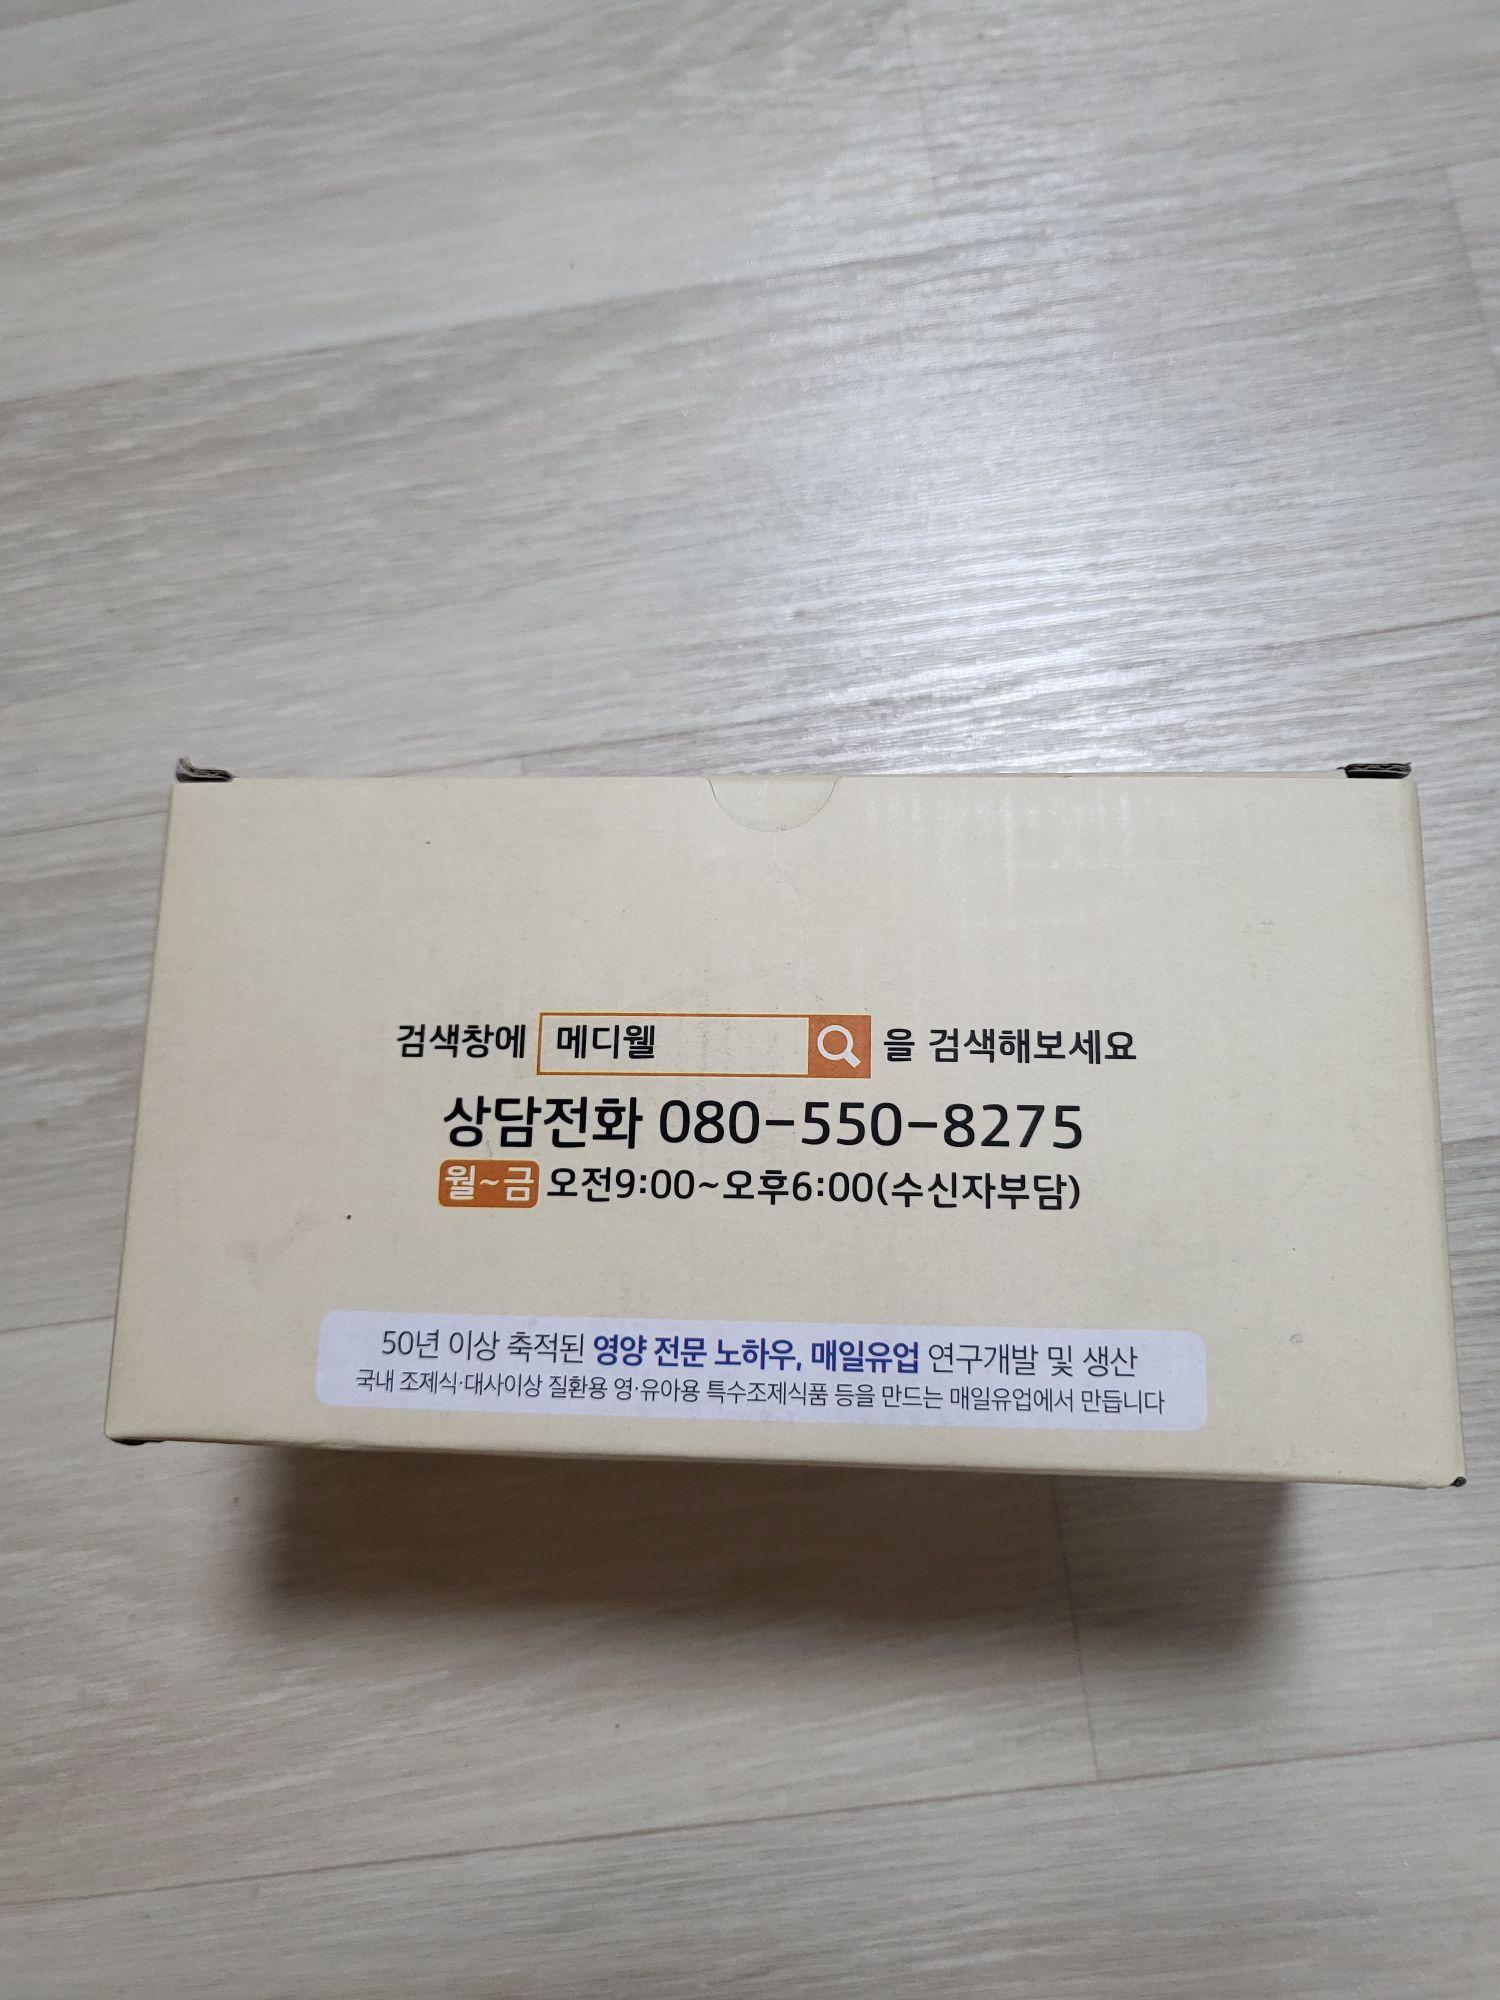 검색창에 메디웰 을 검색해보세요
상담전화 080-550-8275
월~금 오전9:00~오후6:00(수신자부담)
50년 이상 축적된 영양 전문 노하우, 매일유업 연구개발 및 생산
국내 조제식·대사이상 질환용 영·유아용 특수조제식품 등을 만드는 매일유업에서 만듭니다